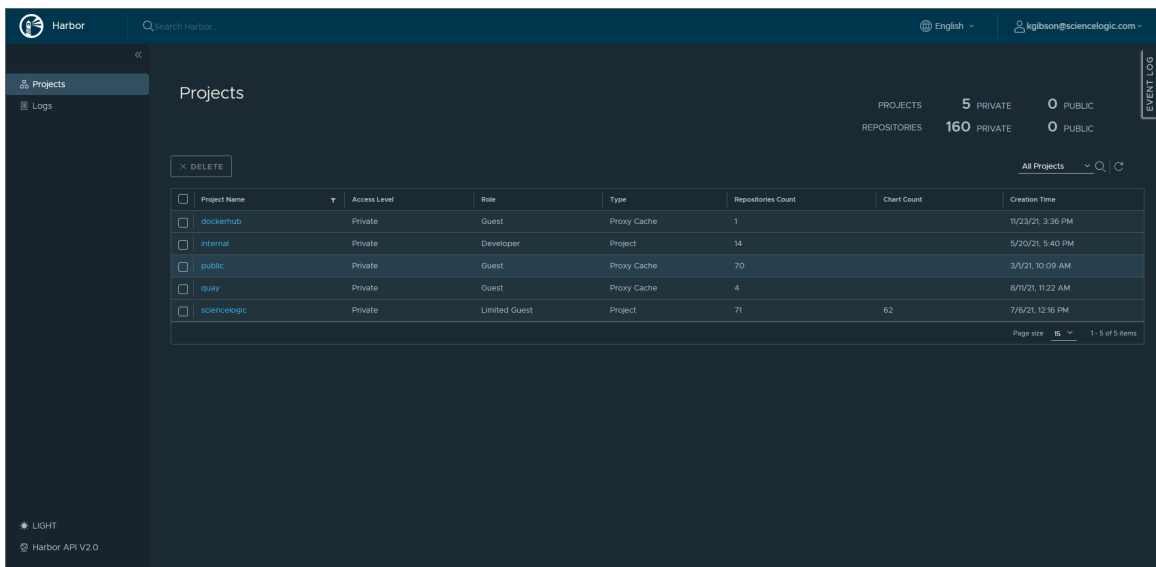 Harbor
Search Harbor...
English
kgibson@sciencelogic.com
EVENT LOG
Projects
Logs
Projects
PROJECTS 5 PRIVATE 0 PUBLIC
REPOSITORIES 160 PRIVATE 0 PUBLIC
× DELETE
All Projects
Project Name Access Level Role Type Repositories Count Chart Count Creation Time
dockerhub Private Guest Proxy Cache 1 11/23/21, 3:36 PM
internal Private Developer Project 14 5/20/21, 5:40 PM
public Private Guest Proxy Cache 70 3/1/21, 10:09 AM
quay Private Guest Proxy Cache 4 8/11/21, 11:22 AM
sciencelogic Private Limited Guest Project 71 62 7/6/21, 12:16 PM
Page size 15 1 - 5 of 5 items
LIGHT
Harbor API V2.0